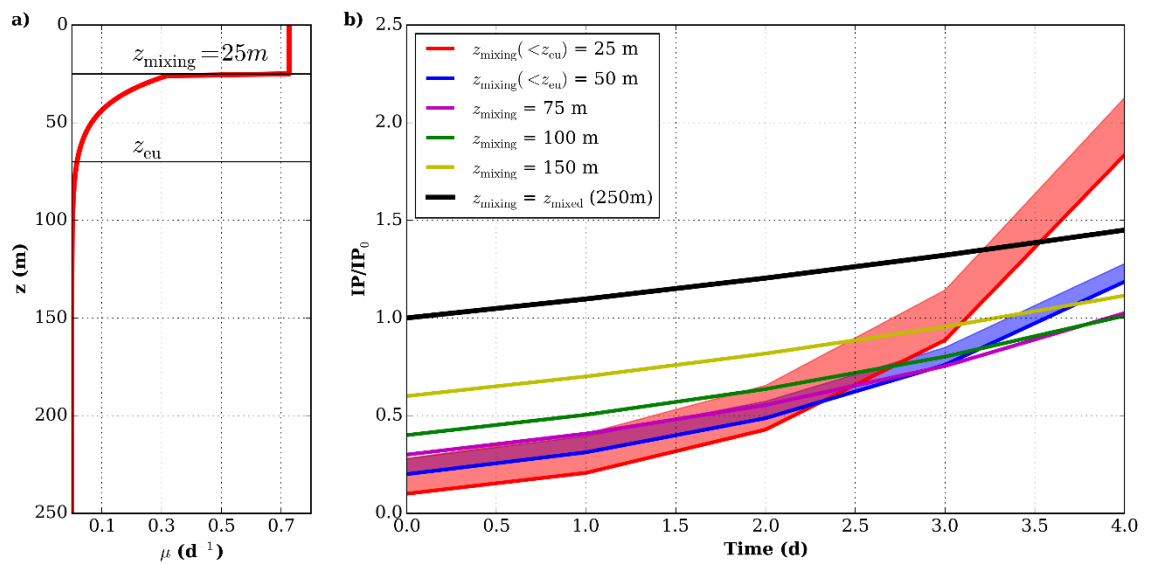 a)
0
50
100
150
200
250
z (m)
z_mixing = 25m
z_eu
0.1 0.3 0.5 0.7
μ (d⁻¹)
b)
2.5
2.0
1.5
1.0
0.5
0.0
IP/IP₀
z_mixing(<z_eu) = 25 m
z_mixing(<z_eu) = 50 m
z_mixing = 75 m
z_mixing = 100 m
z_mixing = 150 m
z_mixing = z_mixed (250m)
0.0 0.5 1.0 1.5 2.0 2.5 3.0 3.5 4.0
Time (d)